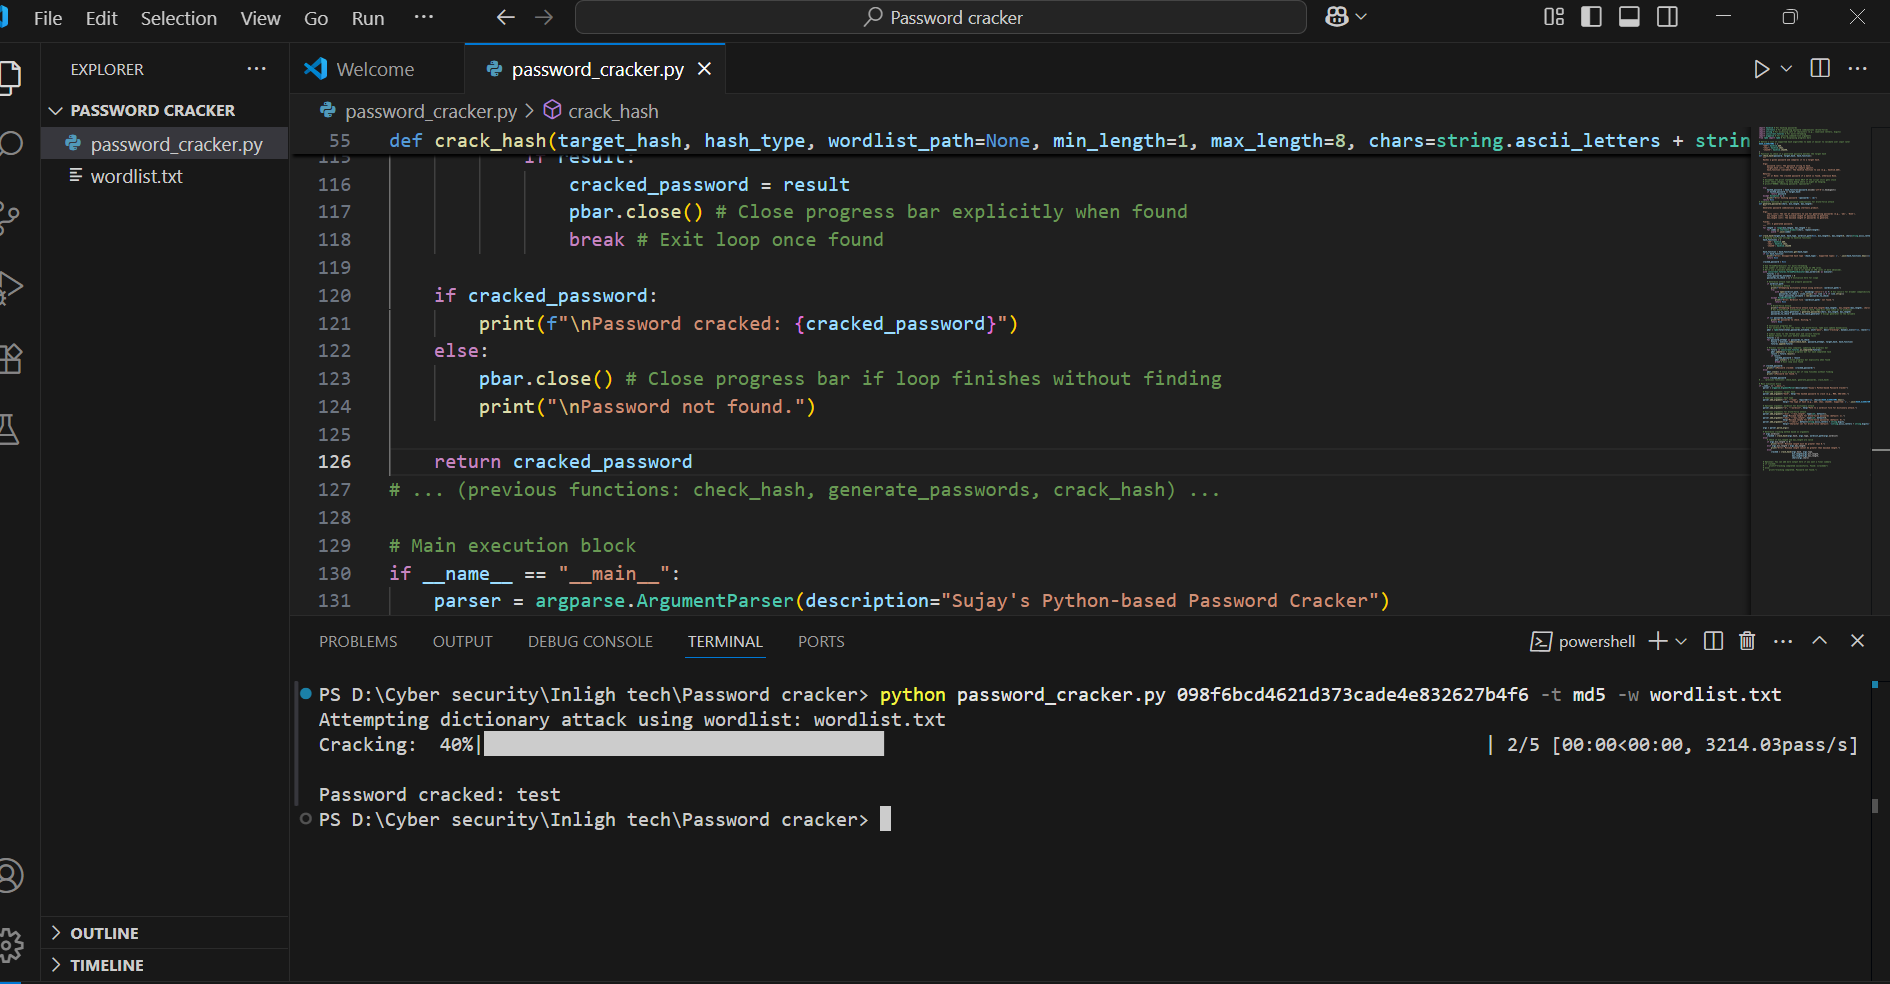 File Edit Selection View Go Run ···
Password cracker
EXPLORER ···
PASSWORD CRACKER
password_cracker.py
wordlist.txt
OUTLINE
TIMELINE
Welcome
password_cracker.py
password_cracker.py > crack_hash
55 def crack_hash(target_hash, hash_type, wordlist_path=None, min_length=1, max_length=8, chars=string.ascii_letters + strin
115 if result:
116 cracked_password = result
117 pbar.close() # Close progress bar explicitly when found
118 break # Exit loop once found
119
120 if cracked_password:
121 print(f"\nPassword cracked: {cracked_password}")
122 else:
123 pbar.close() # Close progress bar if loop finishes without finding
124 print("\nPassword not found.")
125
126 return cracked_password
127 # ... (previous functions: check_hash, generate_passwords, crack_hash) ...
128
129 # Main execution block
130 if __name__ == "__main__":
131 parser = argparse.ArgumentParser(description="Sujay's Python-based Password Cracker")
PROBLEMS OUTPUT DEBUG CONSOLE TERMINAL PORTS
powershell
PS D:\Cyber security\Inligh tech\Password cracker> python password_cracker.py 098f6bcd4621d373cade4e832627b4f6 -t md5 -w wordlist.txt
Attempting dictionary attack using wordlist: wordlist.txt
Cracking: 40%| | 2/5 [00:00<00:00, 3214.03pass/s]
Password cracked: test
PS D:\Cyber security\Inligh tech\Password cracker>